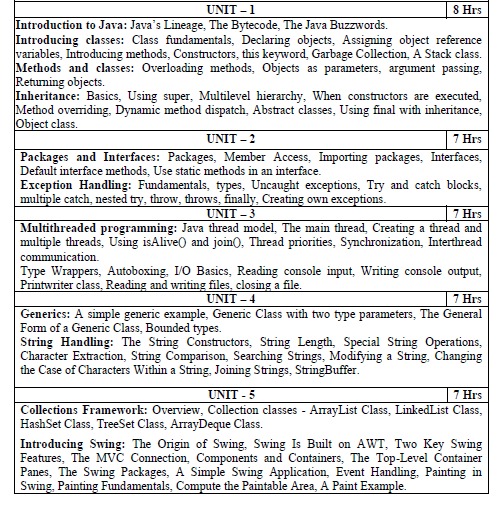 UNIT – 1 8 Hrs
Introduction to Java: Java's Lineage, The Bytecode, The Java Buzzwords.
Introducing classes: Class fundamentals, Declaring objects, Assigning object reference
variables, Introducing methods, Constructors, this keyword, Garbage Collection, A Stack class.
Methods and classes: Overloading methods, Objects as parameters, argument passing,
Returning objects.
Inheritance: Basics, Using super, Multilevel hierarchy, When constructors are executed,
Method overriding, Dynamic method dispatch, Abstract classes, Using final with inheritance,
Object class.
UNIT – 2 7 Hrs
Packages and Interfaces: Packages, Member Access, Importing packages, Interfaces,
Default interface methods, Use static methods in an interface.
Exception Handling: Fundamentals, types, Uncaught exceptions, Try and catch blocks,
multiple catch, nested try, throw, throws, finally, Creating own exceptions.
UNIT – 3 7 Hrs
Multithreaded programming: Java thread model, The main thread, Creating a thread and
multiple threads, Using isAlive() and join(), Thread priorities, Synchronization, Interthread
communication.
Type Wrappers, Autoboxing, I/O Basics, Reading console input, Writing console output,
Printwriter class, Reading and writing files, closing a file.
UNIT – 4 7 Hrs
Generics: A simple generic example, Generic Class with two type parameters, The General
Form of a Generic Class, Bounded types.
String Handling: The String Constructors, String Length, Special String Operations,
Character Extraction, String Comparison, Searching Strings, Modifying a String, Changing
the Case of Characters Within a String, Joining Strings, StringBuffer.
UNIT - 5 7 Hrs
Collections Framework: Overview, Collection classes - ArrayList Class, LinkedList Class,
HashSet Class, TreeSet Class, ArrayDeque Class.
Introducing Swing: The Origin of Swing, Swing Is Built on AWT, Two Key Swing
Features, The MVC Connection, Components and Containers, The Top-Level Container
Panes, The Swing Packages, A Simple Swing Application, Event Handling, Painting in
Swing, Painting Fundamentals, Compute the Paintable Area, A Paint Example.